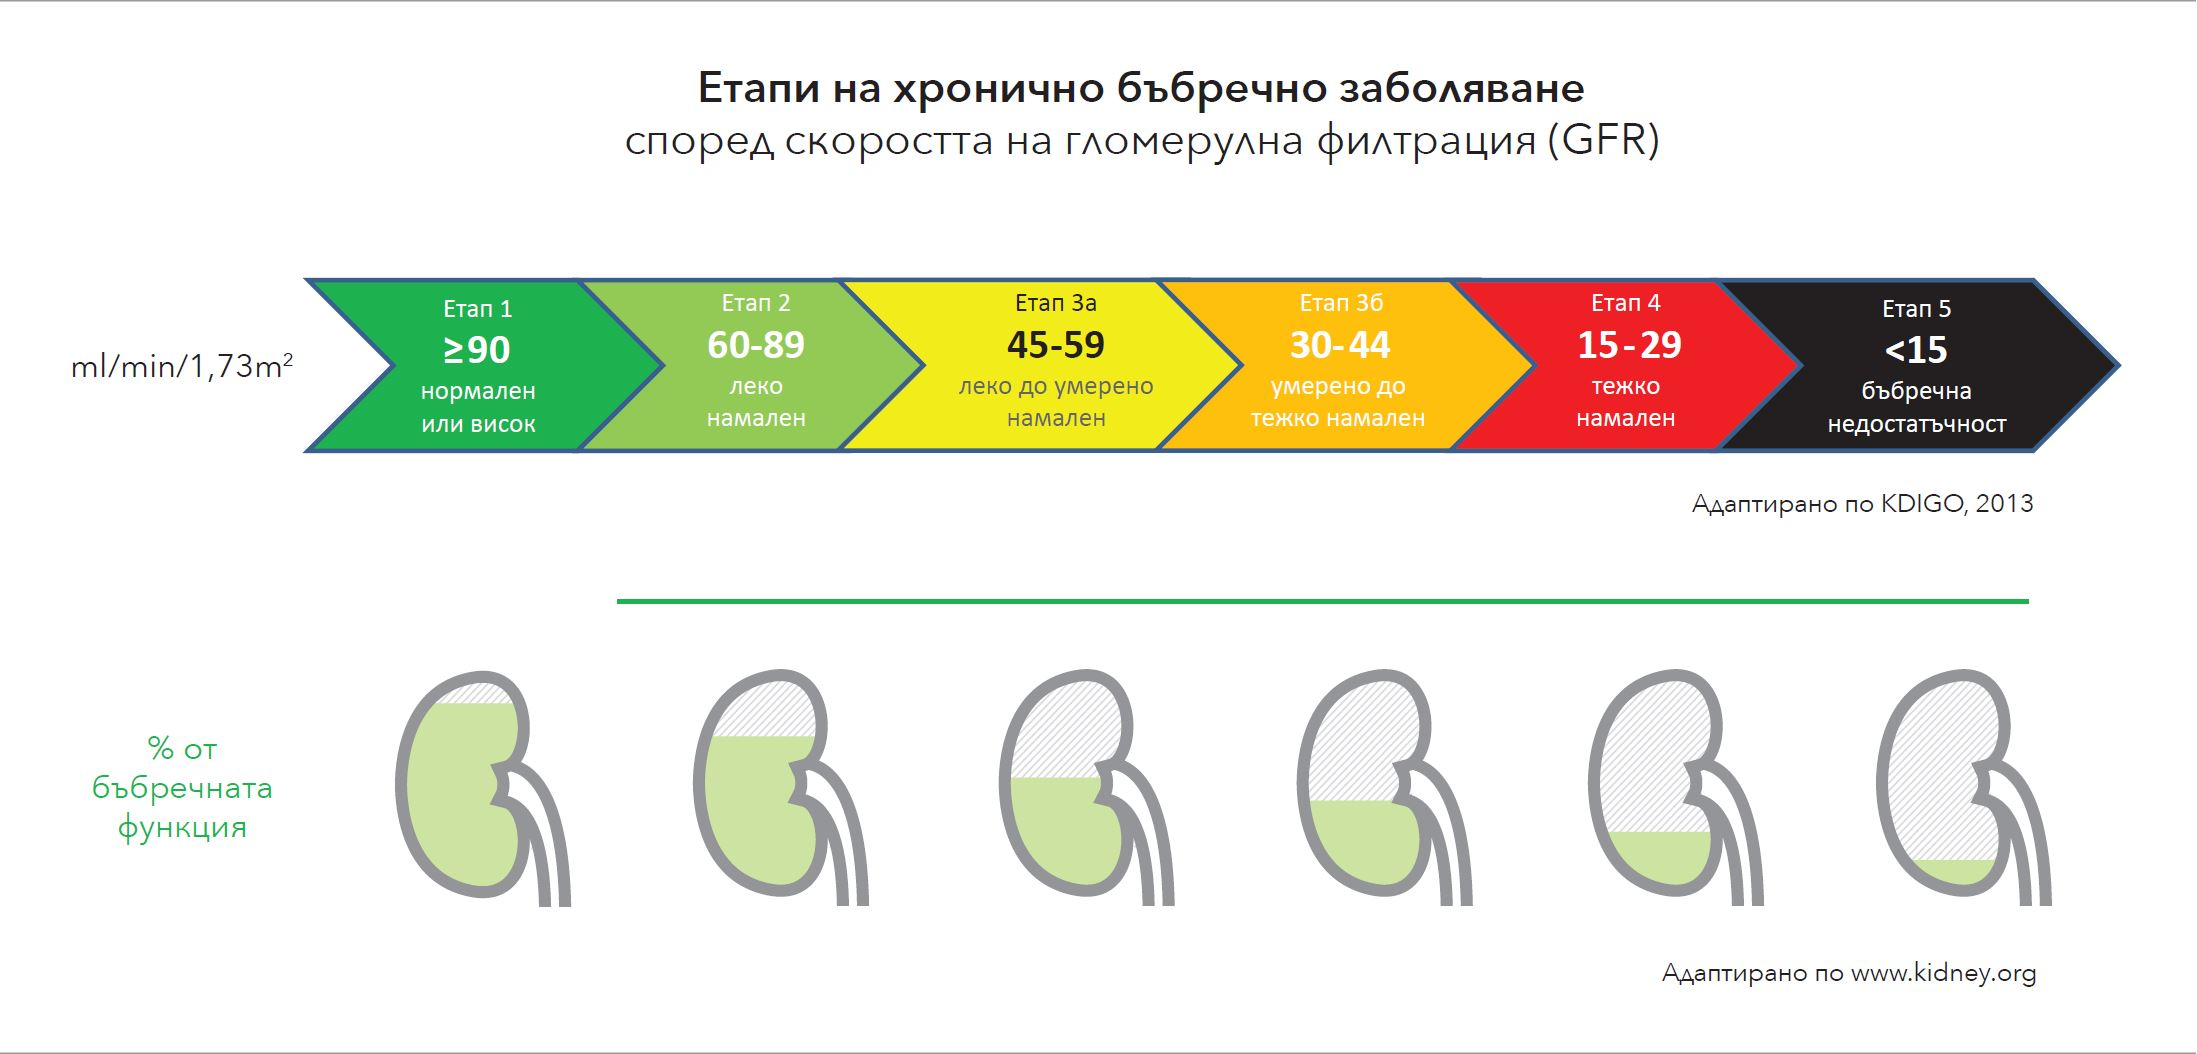 Етапи на хронично бъбречно заболяване
според скоростта на гломерулна филтрация (GFR)
ml/min/1,73m²
Етап 1
≥90
нормален
или висок
Етап 2
60-89
леко
намален
Етап 3а
45-59
леко до умерено
намален
Етап 3б
30-44
умерено до
тежко намален
Етап 4
15-29
тежко
намален
Етап 5
<15
бъбречна
недостатъчност
Адаптирано по KDIGO, 2013
% от
бъбречната
функция
Адаптирано по www.kidney.org